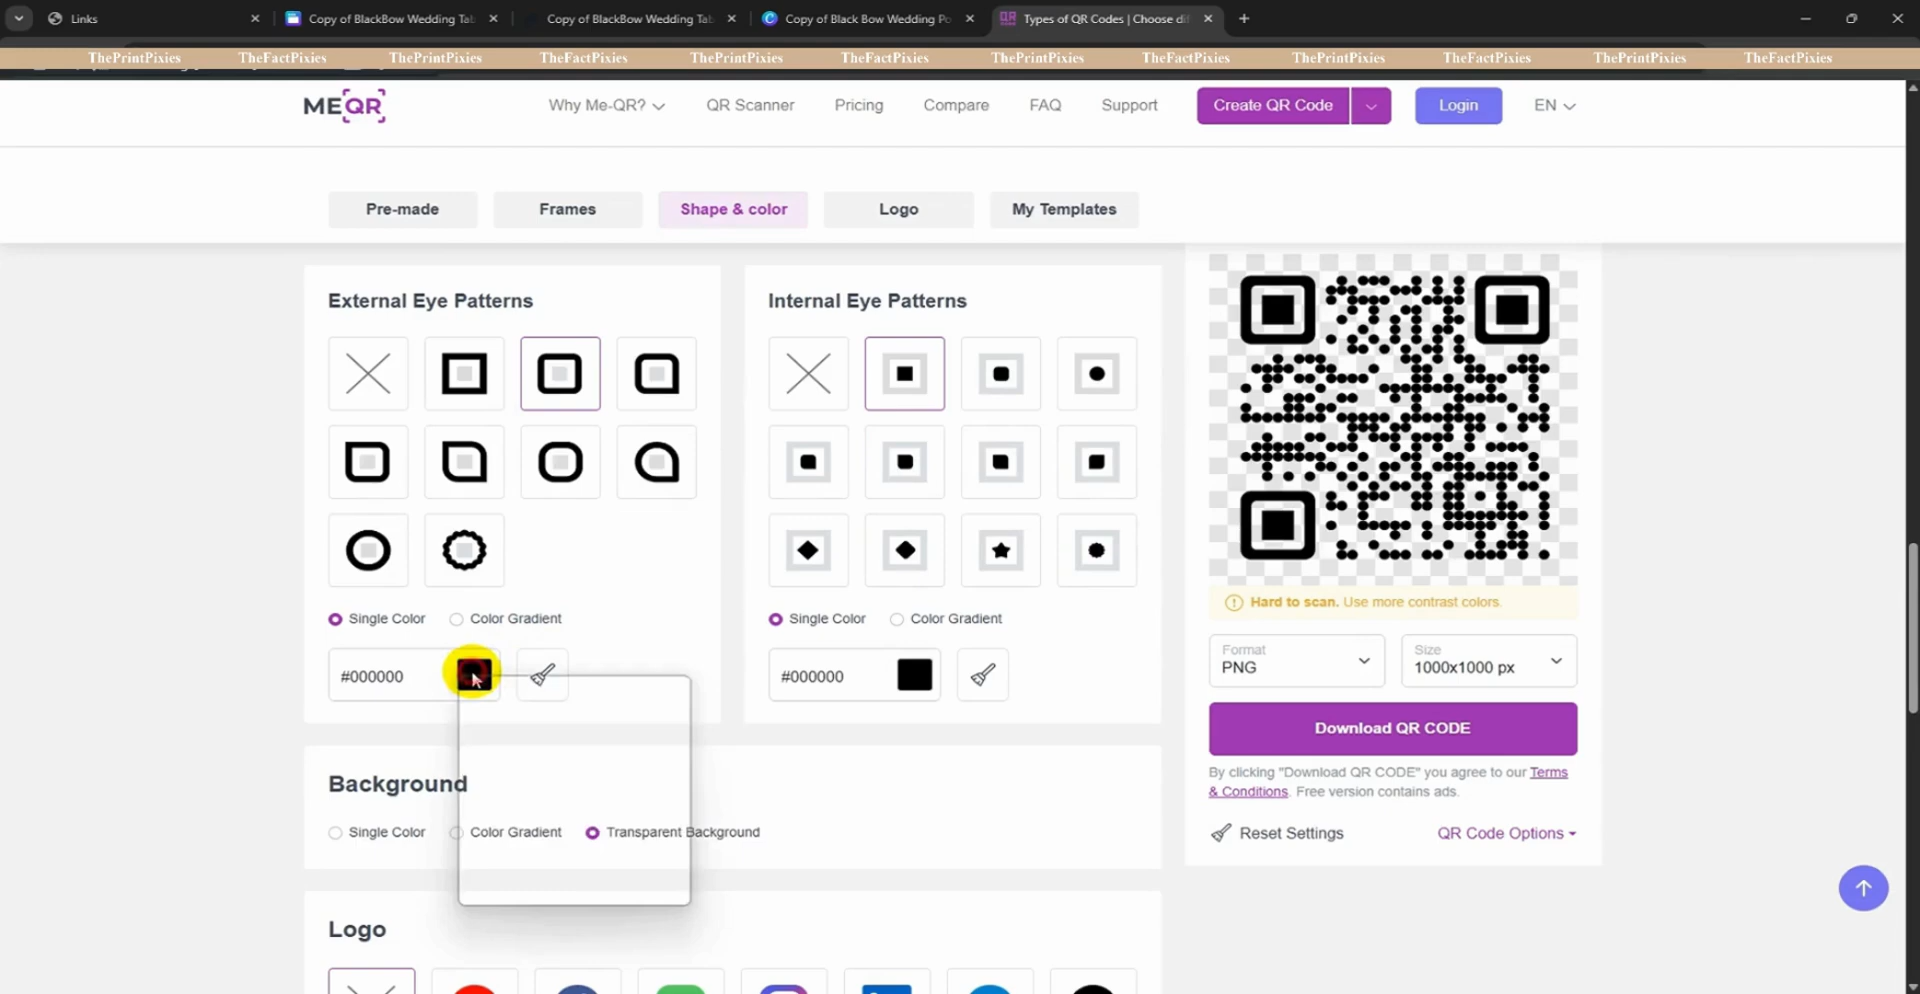 Links
Copy of BlackBow Wedding Tab
Copy of BlackBow Wedding Tab
Copy of Black Bow Wedding Po
Types of QR Codes | Choose di
ThePrintPixies TheFactPixies ThePrintPixies TheFactPixies ThePrintPixies TheFactPixies ThePrintPixies TheFactPixies ThePrintPixies TheFactPixies ThePrintPixies TheFactPixies
MEQR
Why Me-QR?
QR Scanner
Pricing
Compare
FAQ
Support
Create QR Code
Login
EN
Pre-made
Frames
Shape & color
Logo
My Templates
External Eye Patterns
Internal Eye Patterns
Single Color
Color Gradient
Single Color
Color Gradient
#000000
#000000
Hard to scan. Use more contrast colors.
Format
PNG
Size
1000x1000 px
Download QR CODE
By clicking "Download QR CODE" you agree to our Terms
& Conditions. Free version contains ads.
Reset Settings
QR Code Options
Background
Single Color
Color Gradient
Transparent Background
Logo